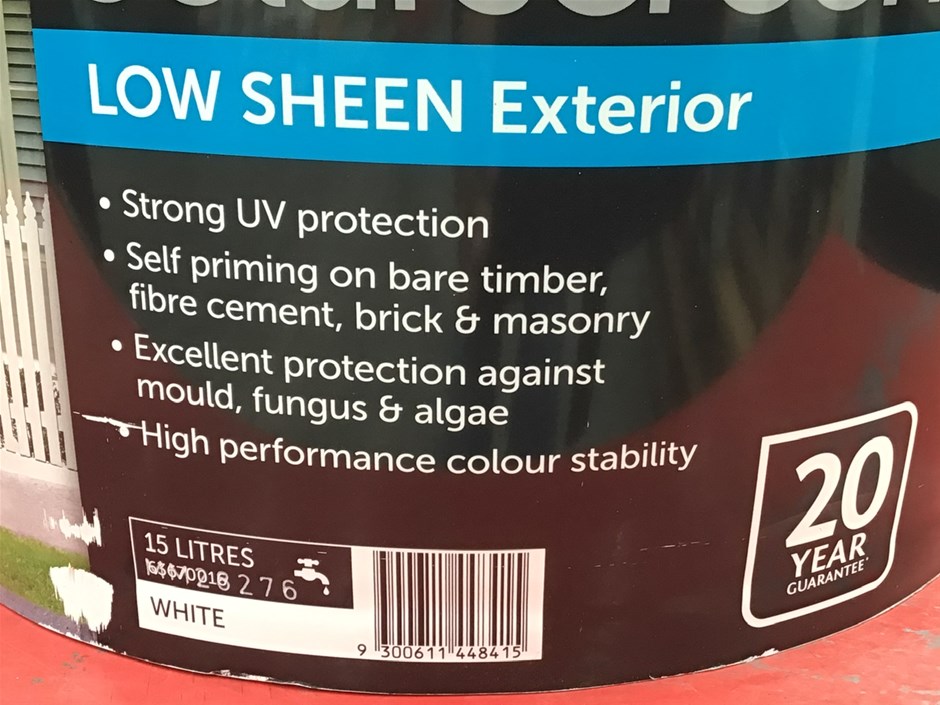 LOW SHEEN Exterior
• Strong UV protection
• Self priming on bare timber,
fibre cement, brick & masonry
• Excellent protection against
mould, fungus & algae
• High performance colour stability
20
YEAR
GUARANTEE*
15 LITRES
WHITE
9 300611 448415